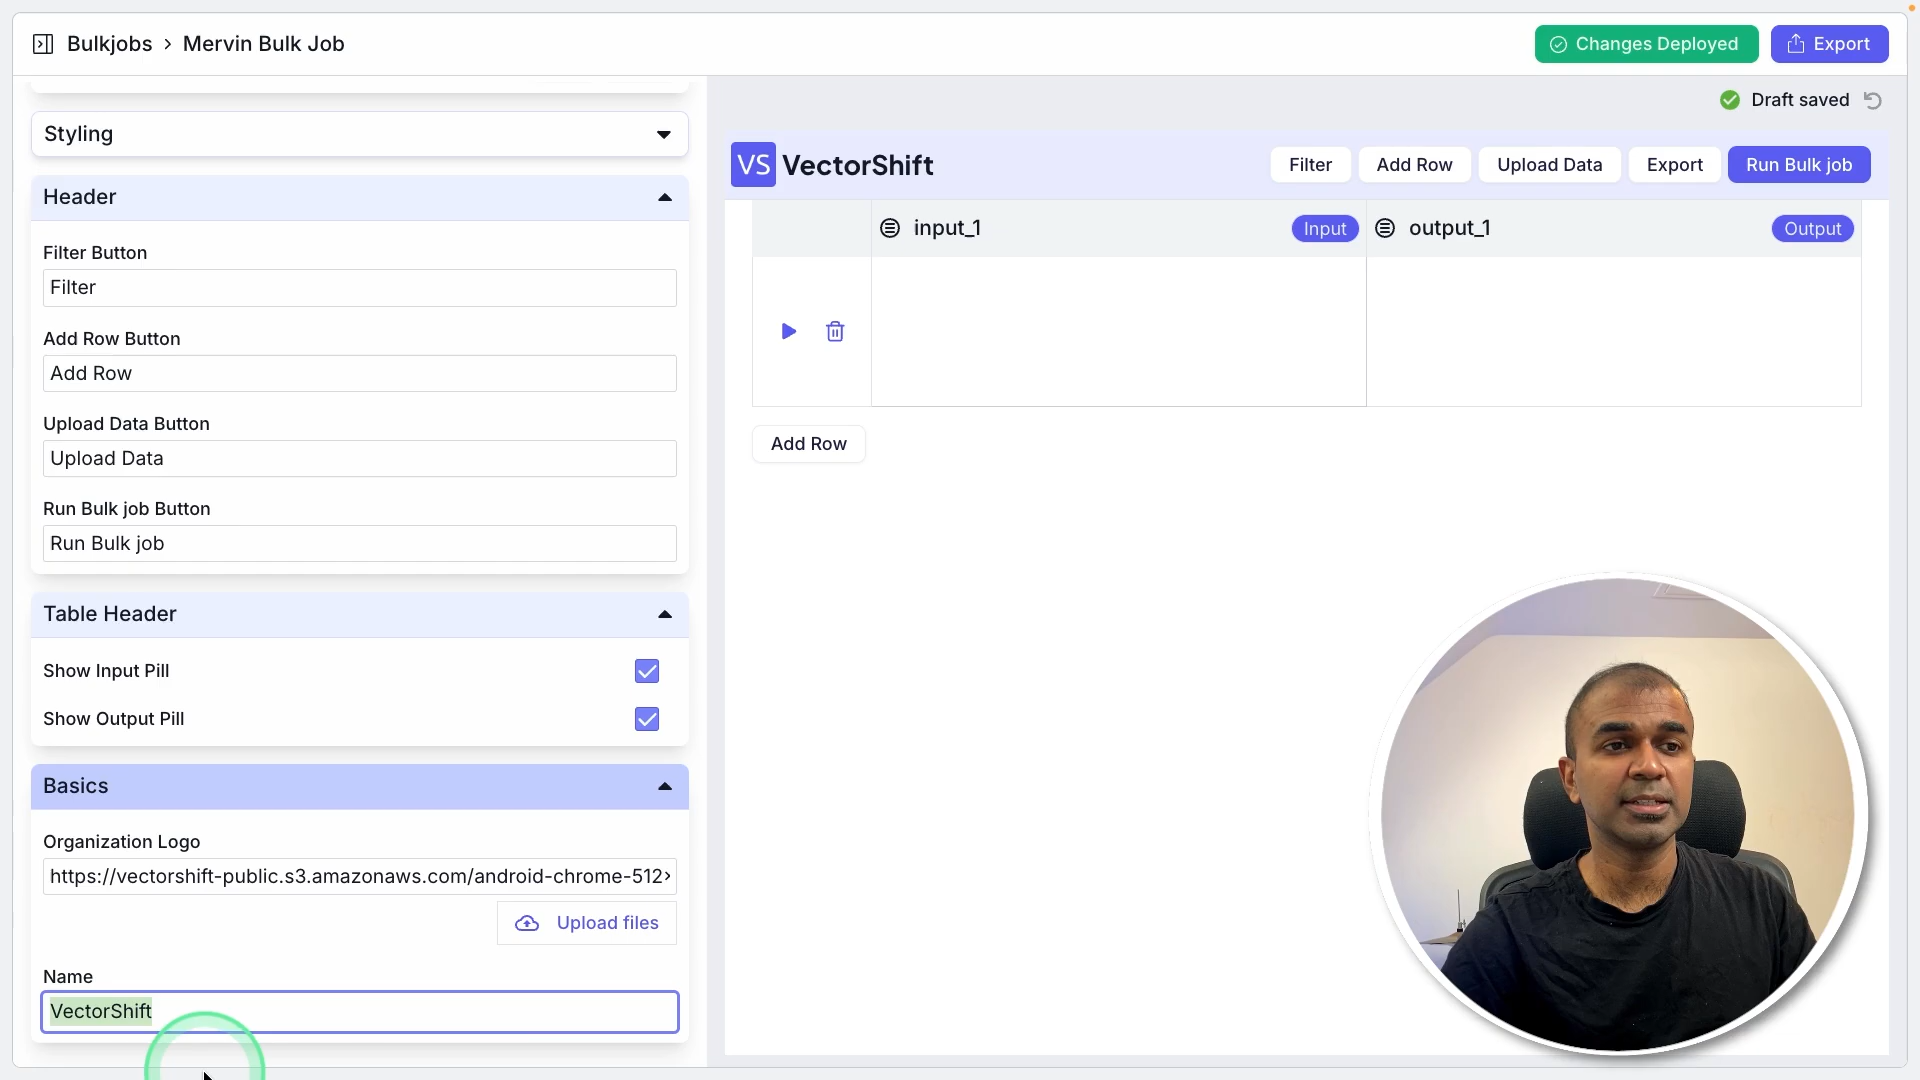 Bulkjobs > Mervin Bulk Job
Changes Deployed
Export
Draft saved
Styling
Header
Filter Button
Filter
Add Row Button
Add Row
Upload Data Button
Upload Data
Run Bulk job Button
Run Bulk job
Table Header
Show Input Pill
Show Output Pill
Basics
Organization Logo
https://vectorshift-public.s3.amazonaws.com/android-chrome-512
Upload files
Name
VectorShift
VS VectorShift
Filter
Add Row
Upload Data
Export
Run Bulk job
input_1
Input
output_1
Output
Add Row